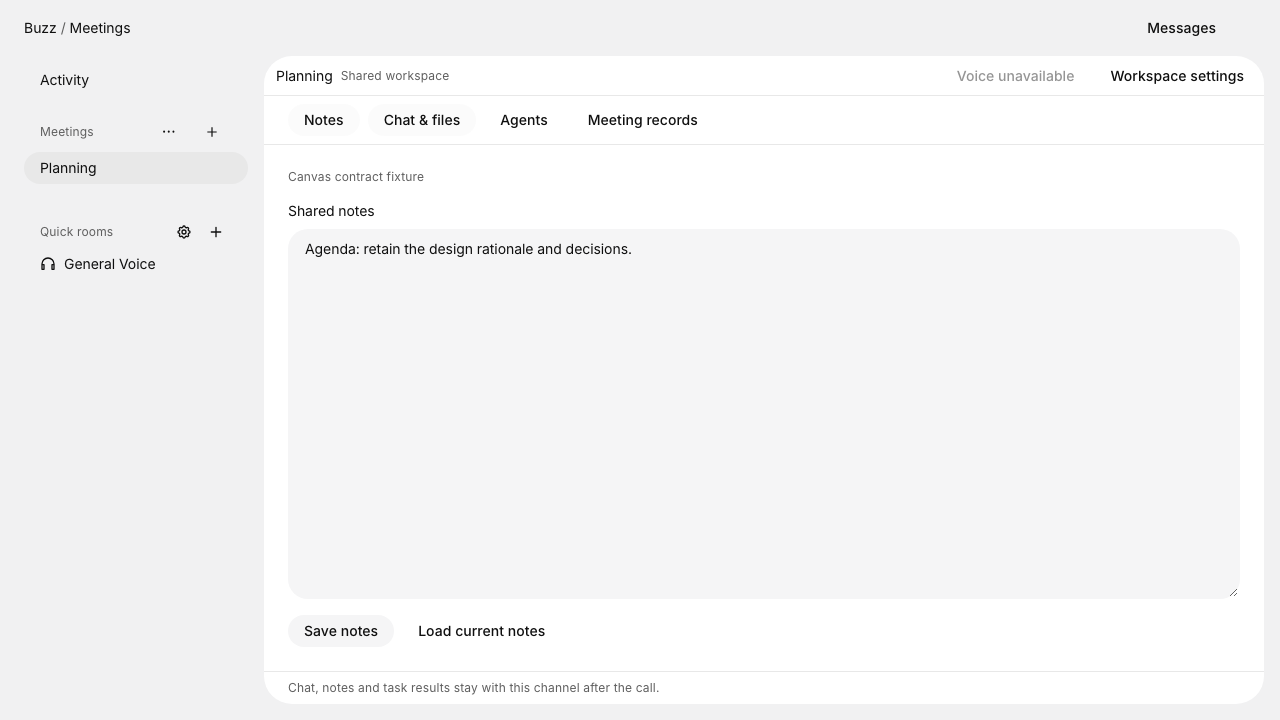 Buzz / Meetings
Messages
Activity
Meetings
Planning
Quick rooms
General Voice
Planning Shared workspace
Voice unavailable
Workspace settings
Notes
Chat & files
Agents
Meeting records
Canvas contract fixture
Shared notes
Agenda: retain the design rationale and decisions.
Save notes
Load current notes
Chat, notes and task results stay with this channel after the call.